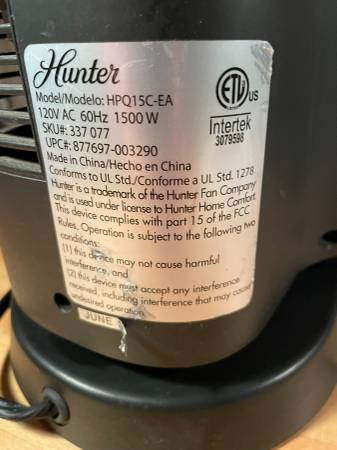 Hunter
Model/Modelo: HPQ15C-EA
120V AC 60Hz 1500 W
SKU#: 337 077
UPC#: 877697-003290
Made in China/Hecho en China
Conforms to UL Std./Conforme a UL Std. 1278
Hunter is a trademark of the Hunter Fan Company
and is used under license to Hunter Home Comfort.
This device complies with part 15 of the FCC
Rules. Operation is subject to the following two
conditions:
(1) this device may not cause harmful
interference, and
(2) this device must accept any interference
received, including interference that may cause
undesired operation.
ETL US
Intertek
3079598
JUNE